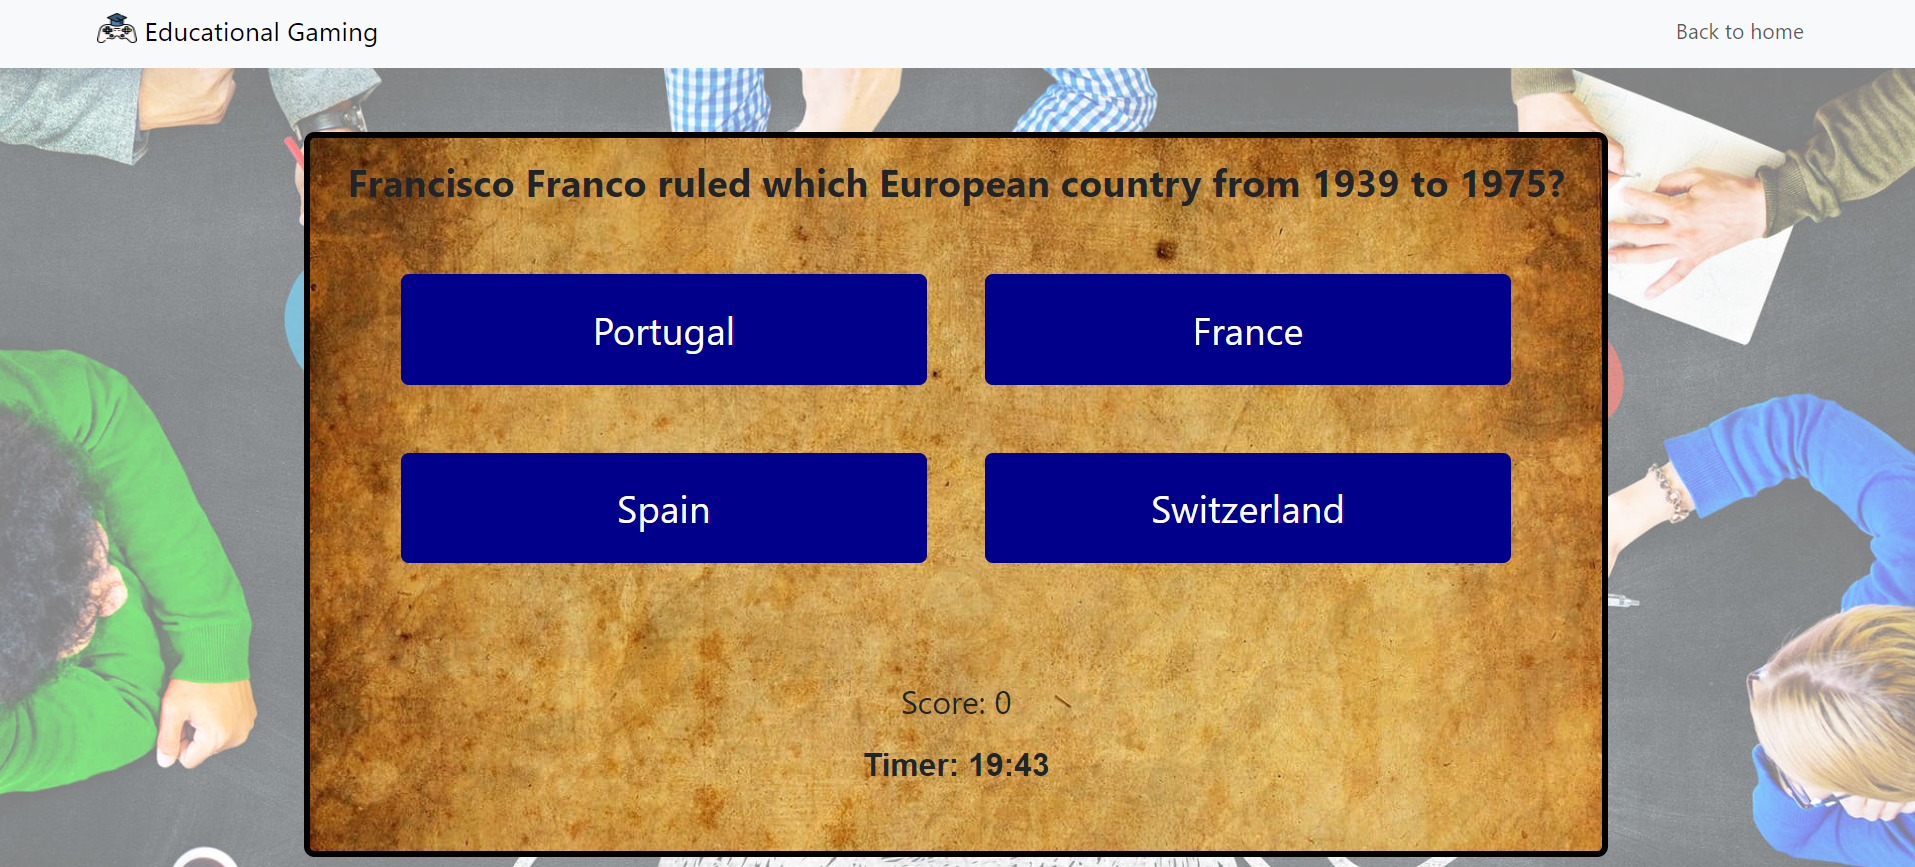 Educational Gaming
Back to home
Francisco Franco ruled which European country from 1939 to 1975?
Portugal
France
Spain
Switzerland
Score: 0
Timer: 19:43